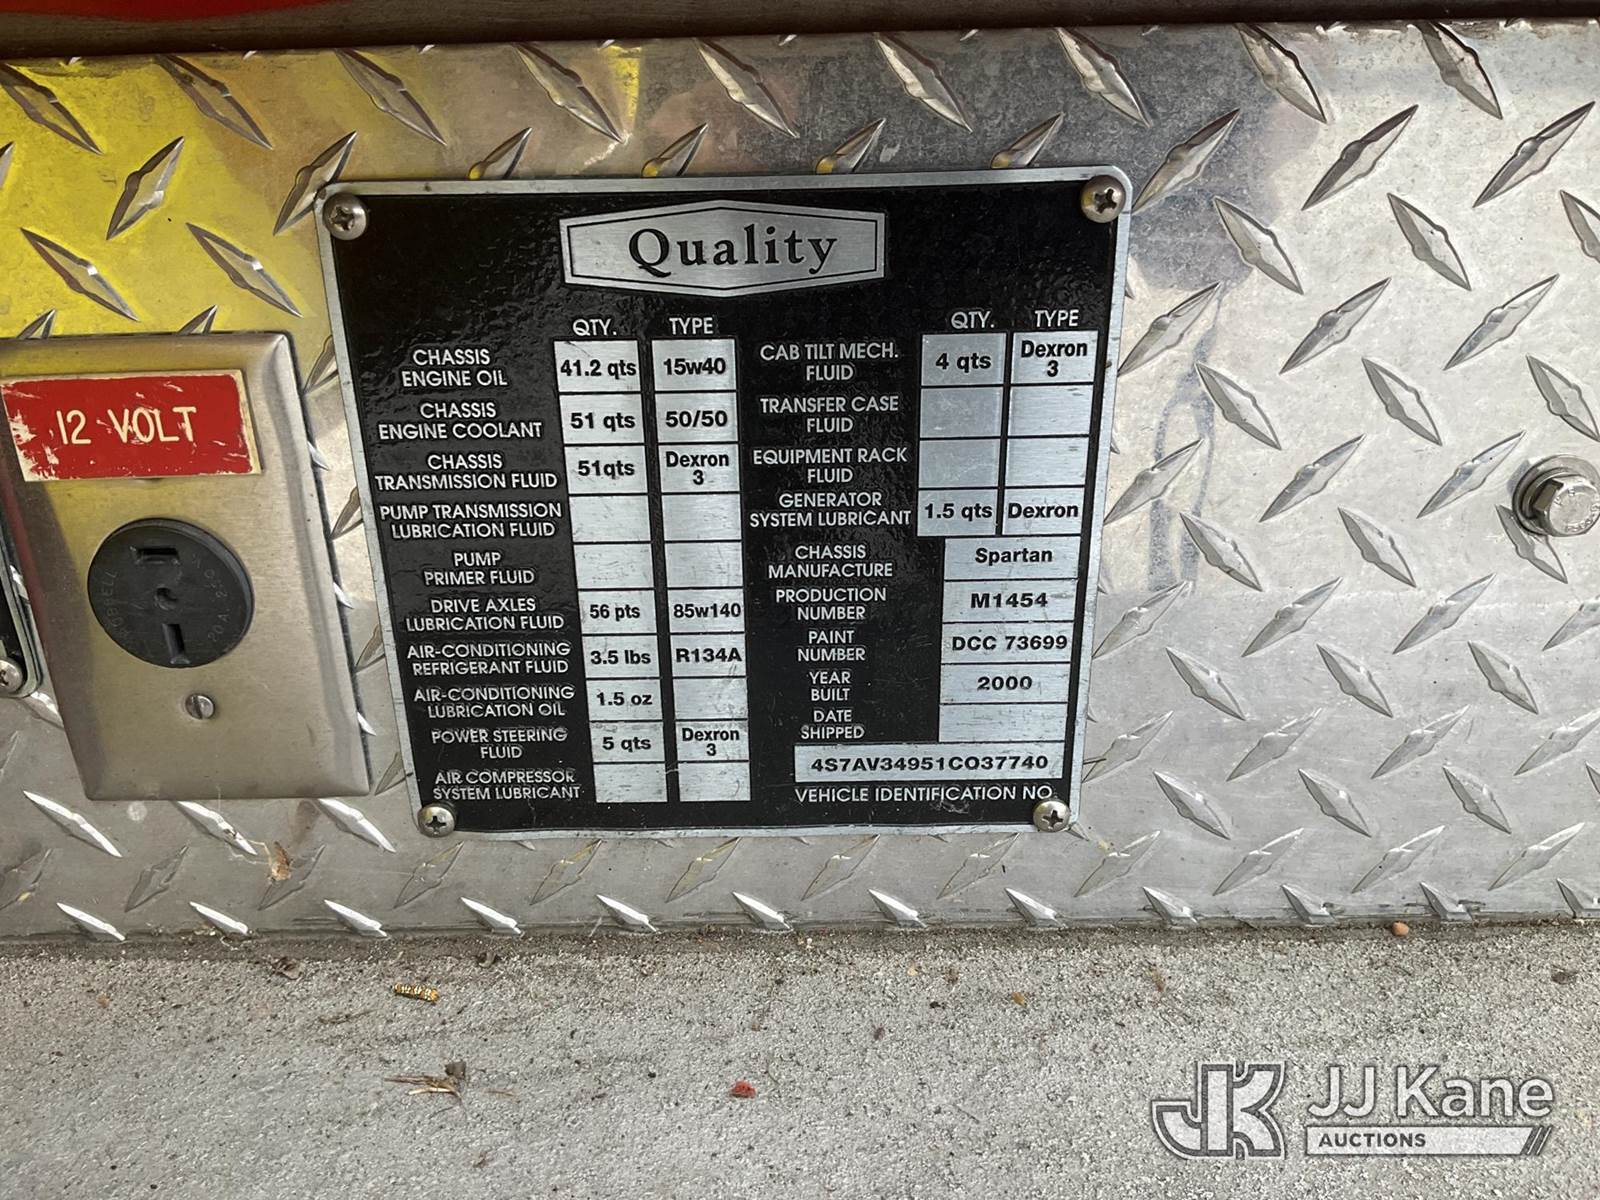 Quality
QTY. TYPE
CHASSIS
ENGINE OIL
41.2 qts 15w40
CHASSIS
ENGINE COOLANT
51 qts 50/50
CHASSIS
TRANSMISSION FLUID
51qts Dexron
3
PUMP TRANSMISSION
LUBRICATION FLUID
PUMP
PRIMER FLUID
DRIVE AXLES
LUBRICATION FLUID
56 pts 85w140
AIR-CONDITIONING
REFRIGERANT FLUID
3.5 lbs R134A
AIR-CONDITIONING
LUBRICATION OIL
1.5 oz
POWER STEERING
FLUID
5 qts Dexron
3
AIR COMPRESSOR
SYSTEM LUBRICANT
QTY. TYPE
CAB TILT MECH.
FLUID
4 qts Dexron
3
TRANSFER CASE
FLUID
EQUIPMENT RACK
FLUID
GENERATOR
SYSTEM LUBRICANT
1.5 qts Dexron
CHASSIS
MANUFACTURE
Spartan
PRODUCTION
NUMBER
M1454
PAINT
NUMBER
DCC 73699
YEAR
BUILT
2000
DATE
SHIPPED
4S7AV34951CO37740
VEHICLE IDENTIFICATION NO.
12 VOLT
HUBBELL
20A
JK JJ Kane
AUCTIONS